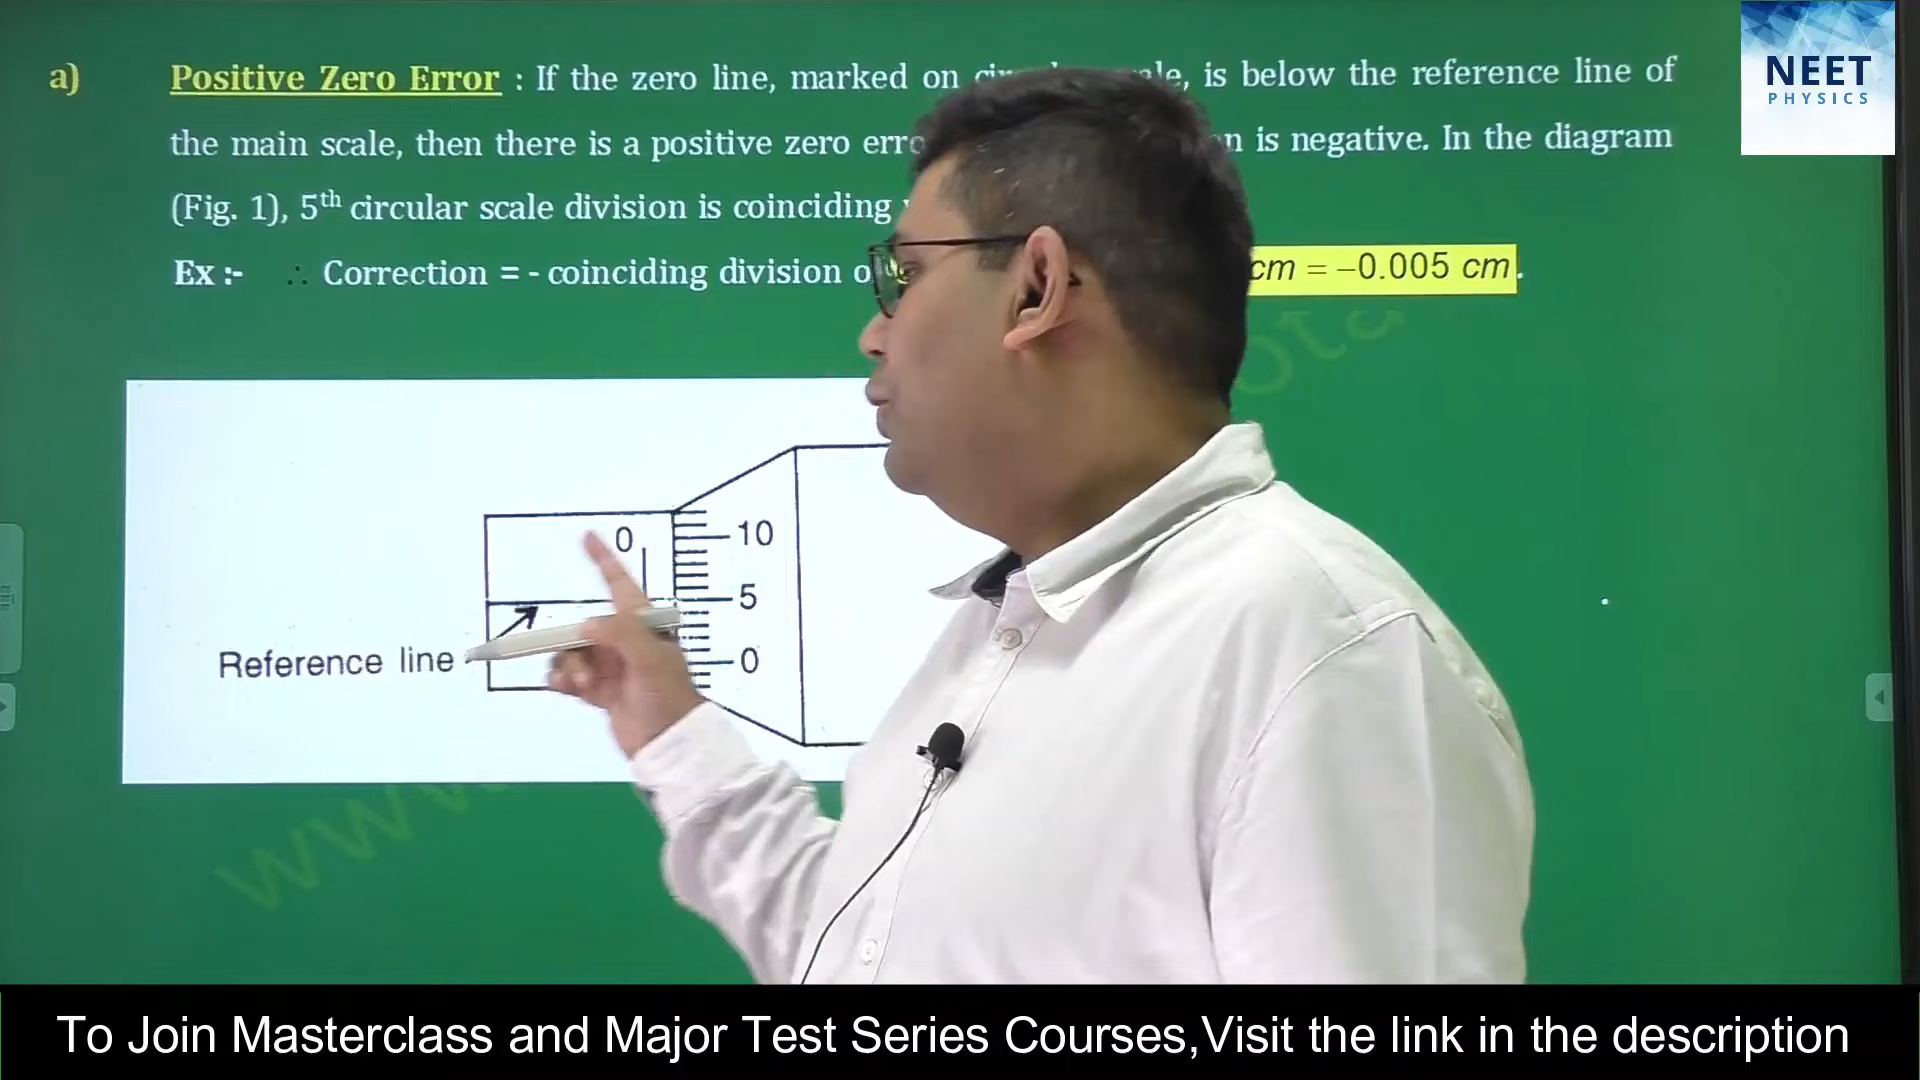 NEET
PHYSICS
a) Positive Zero Error : If the zero line, marked on is below the reference line of
the main scale, then there is a positive zero is negative. In the diagram
(Fig. 1), 5th circular scale division is coinciding
Ex :- ∴ Correction = - coinciding division cm = –0.005 cm.
0
10
5
Reference line
0
To Join Masterclass and Major Test Series Courses,Visit the link in the description